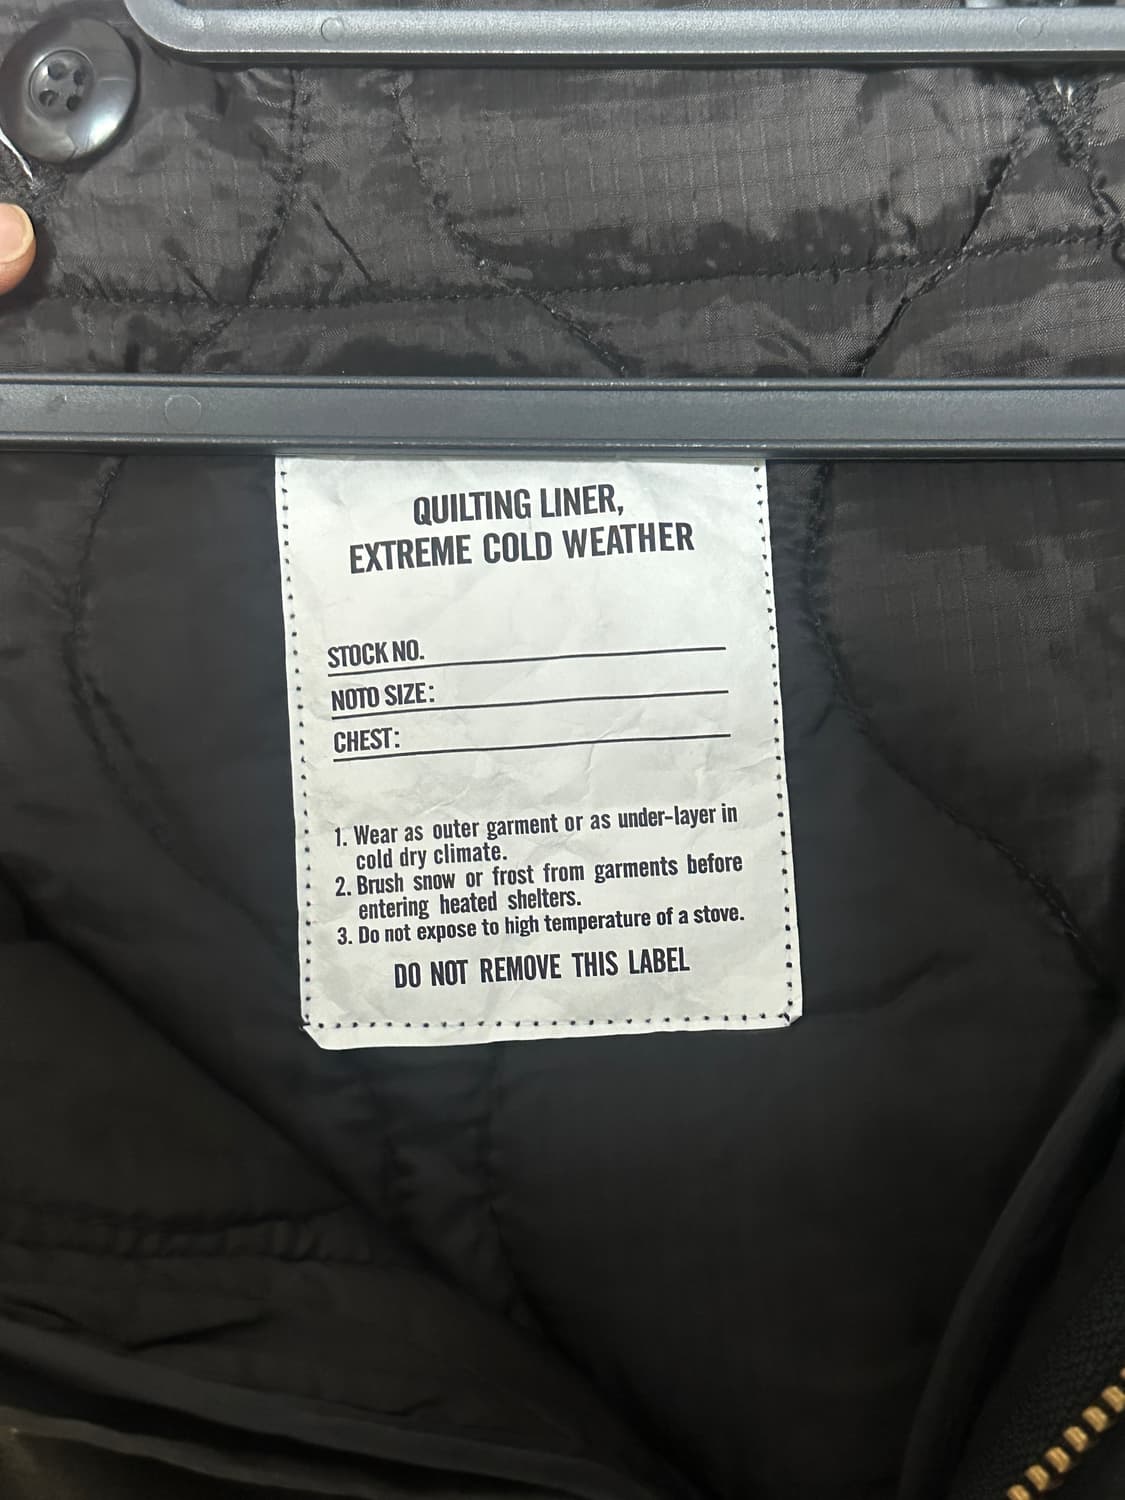 QUILTING LINER,
EXTREME COLD WEATHER
STOCK NO.
NOTO SIZE:
CHEST:
1. Wear as outer garment or as under-layer in
cold dry climate.
2. Brush snow or frost from garments before
entering heated shelters.
3. Do not expose to high temperature of a stove.
DO NOT REMOVE THIS LABEL